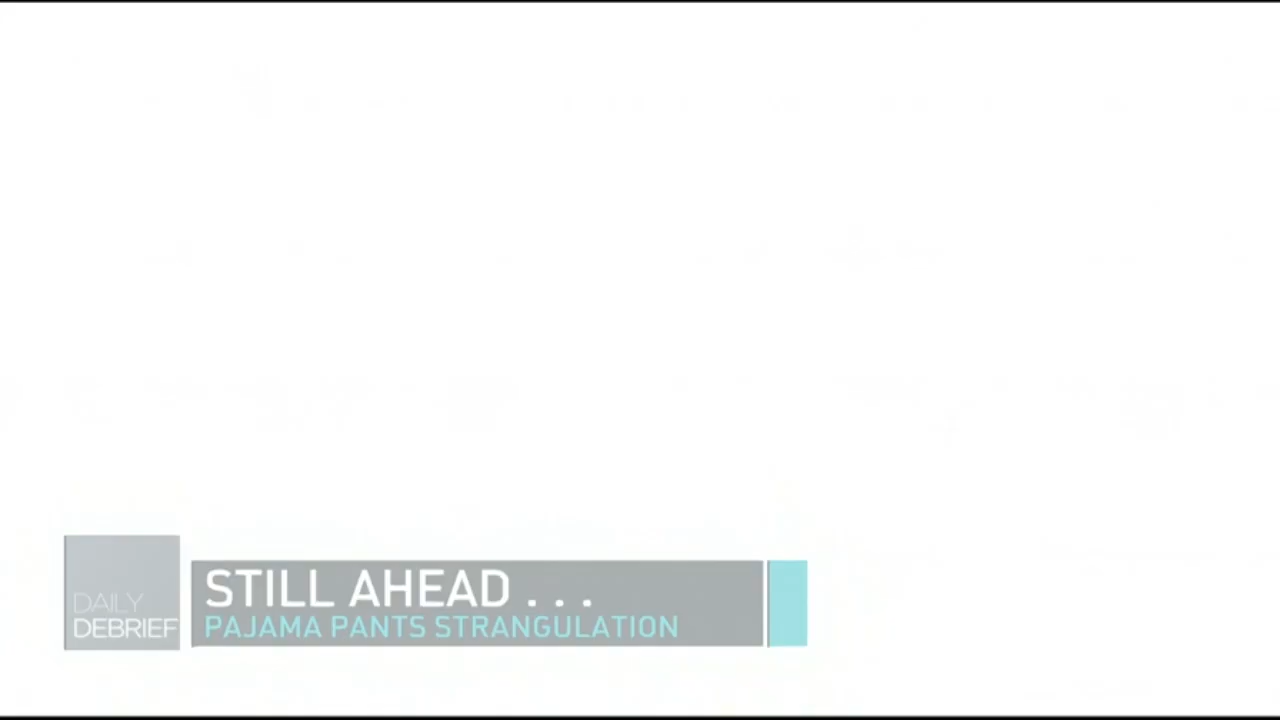 DAILY
DEBRIEF
STILL AHEAD . . .
PAJAMA PANTS STRANGULATION